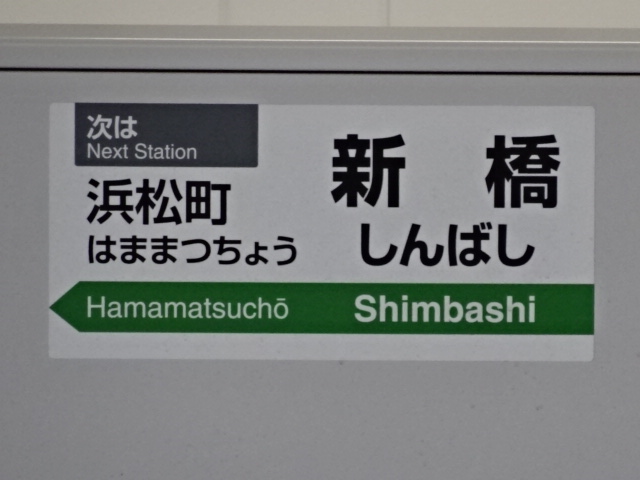 次は
Next Station
浜松町
はままつちょう
新橋
しんばし
Hamamatsuchō
Shimbashi